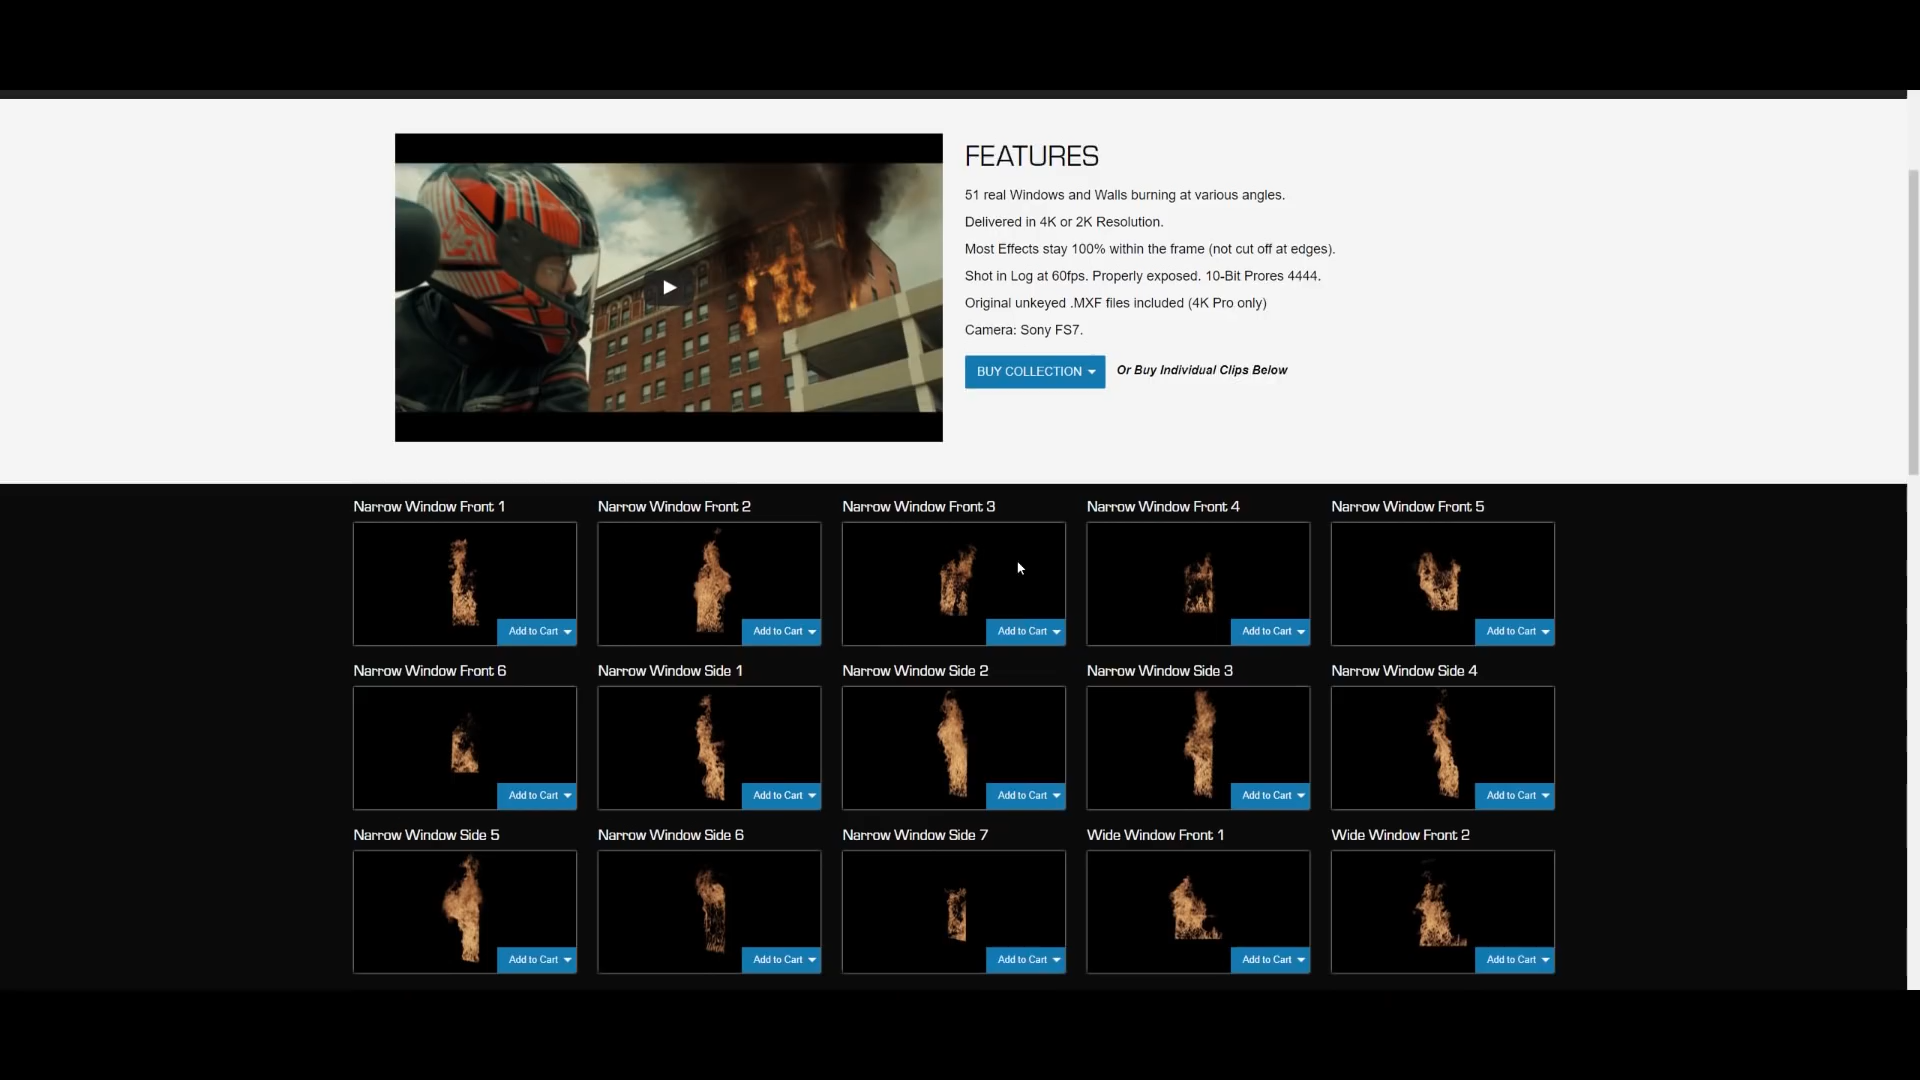 FEATURES
51 real Windows and Walls burning at various angles.
Delivered in 4K or 2K Resolution.
Most Effects stay 100% within the frame (not cut off at edges).
Shot in Log at 60fps. Properly exposed. 10-Bit Prores 4444.
Original unkeyed .MXF files included (4K Pro only)
Camera: Sony FS7.
BUY COLLECTION Or Buy Individual Clips Below
Narrow Window Front 1 Narrow Window Front 2 Narrow Window Front 3 Narrow Window Front 4 Narrow Window Front 5
Add to Cart Add to Cart Add to Cart Add to Cart Add to Cart
Narrow Window Front 6 Narrow Window Side 1 Narrow Window Side 2 Narrow Window Side 3 Narrow Window Side 4
Add to Cart Add to Cart Add to Cart Add to Cart Add to Cart
Narrow Window Side 5 Narrow Window Side 6 Narrow Window Side 7 Wide Window Front 1 Wide Window Front 2
Add to Cart Add to Cart Add to Cart Add to Cart Add to Cart